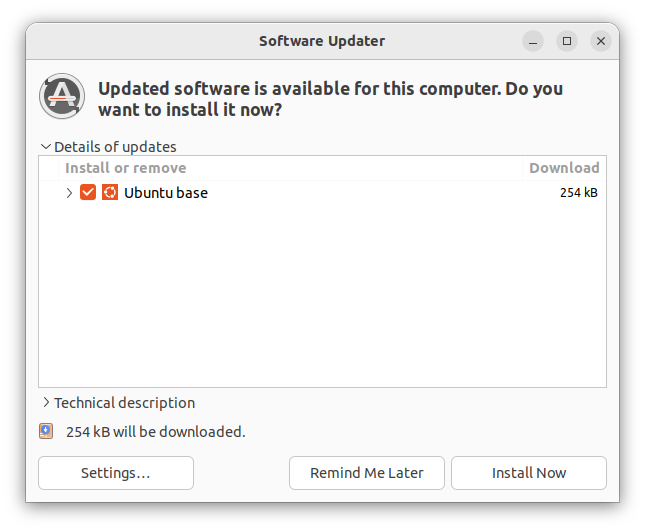 Software Updater
Updated software is available for this computer. Do you
want to install it now?
Details of updates
Install or remove Download
Ubuntu base 254 kB
Technical description
254 kB will be downloaded.
Settings… Remind Me Later Install Now